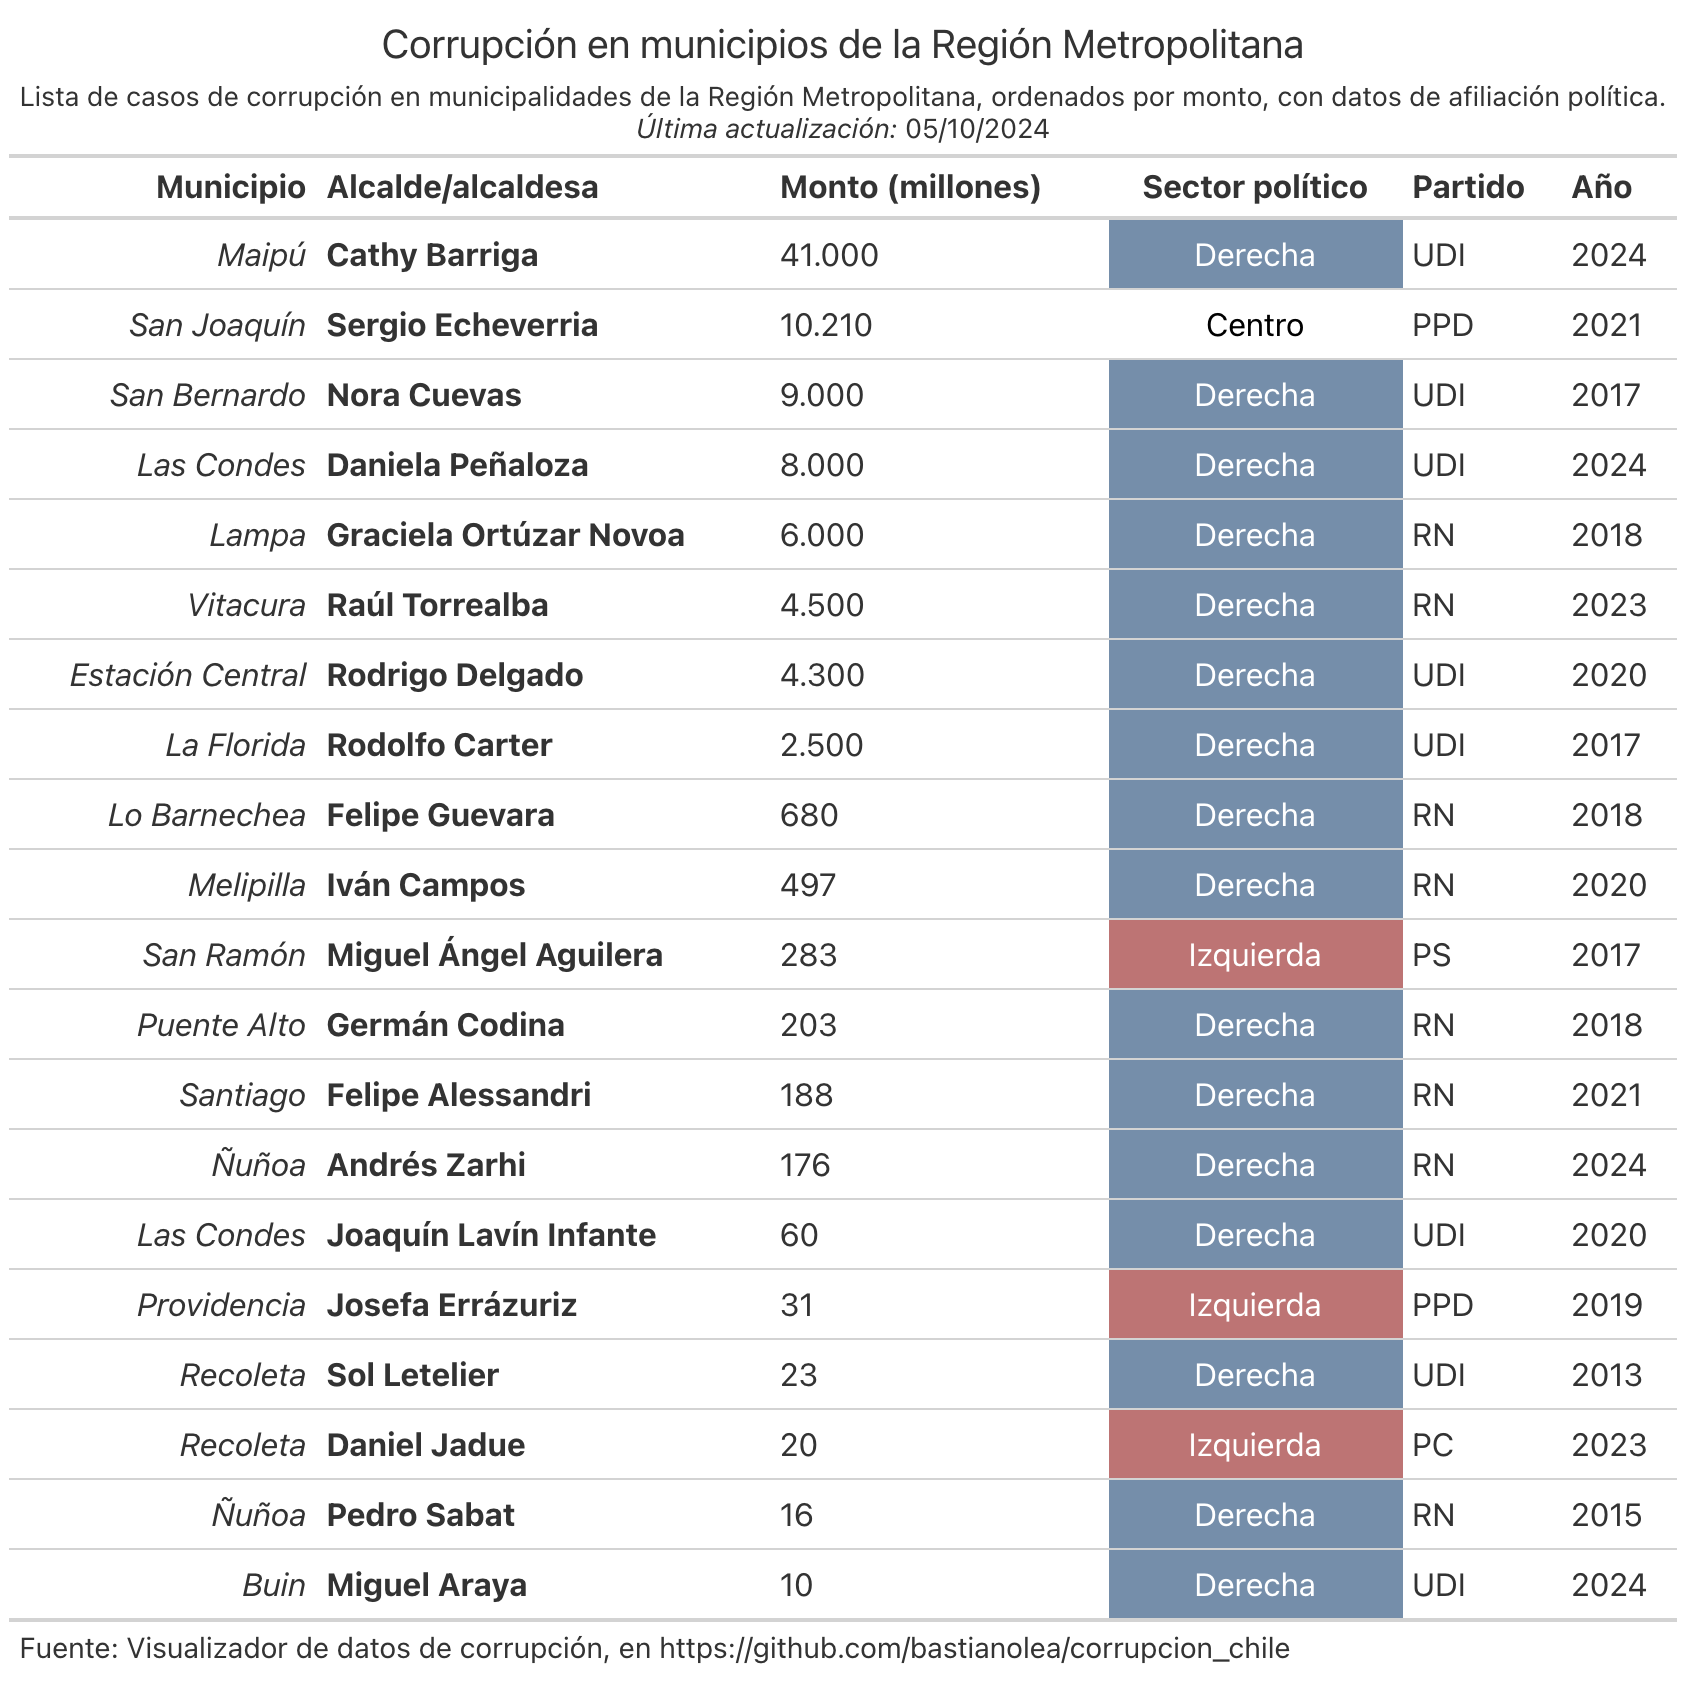 Corrupción en municipios de la Región Metropolitana
Lista de casos de corrupción en municipalidades de la Región Metropolitana, ordenados por monto, con datos de afiliación política.
Última actualización: 05/10/2024
Municipio Alcalde/alcaldesa Monto (millones) Sector político Partido Año
Maipú Cathy Barriga 41.000 Derecha UDI 2024
San Joaquín Sergio Echeverria 10.210 Centro PPD 2021
San Bernardo Nora Cuevas 9.000 Derecha UDI 2017
Las Condes Daniela Peñaloza 8.000 Derecha UDI 2024
Lampa Graciela Ortúzar Novoa 6.000 Derecha RN 2018
Vitacura Raúl Torrealba 4.500 Derecha RN 2023
Estación Central Rodrigo Delgado 4.300 Derecha UDI 2020
La Florida Rodolfo Carter 2.500 Derecha UDI 2017
Lo Barnechea Felipe Guevara 680 Derecha RN 2018
Melipilla Iván Campos 497 Derecha RN 2020
San Ramón Miguel Ángel Aguilera 283 Izquierda PS 2017
Puente Alto Germán Codina 203 Derecha RN 2018
Santiago Felipe Alessandri 188 Derecha RN 2021
Ñuñoa Andrés Zarhi 176 Derecha RN 2024
Las Condes Joaquín Lavín Infante 60 Derecha UDI 2020
Providencia Josefa Errázuriz 31 Izquierda PPD 2019
Recoleta Sol Letelier 23 Derecha UDI 2013
Recoleta Daniel Jadue 20 Izquierda PC 2023
Ñuñoa Pedro Sabat 16 Derecha RN 2015
Buin Miguel Araya 10 Derecha UDI 2024
Fuente: Visualizador de datos de corrupción, en https://github.com/bastianolea/corrupcion_chile